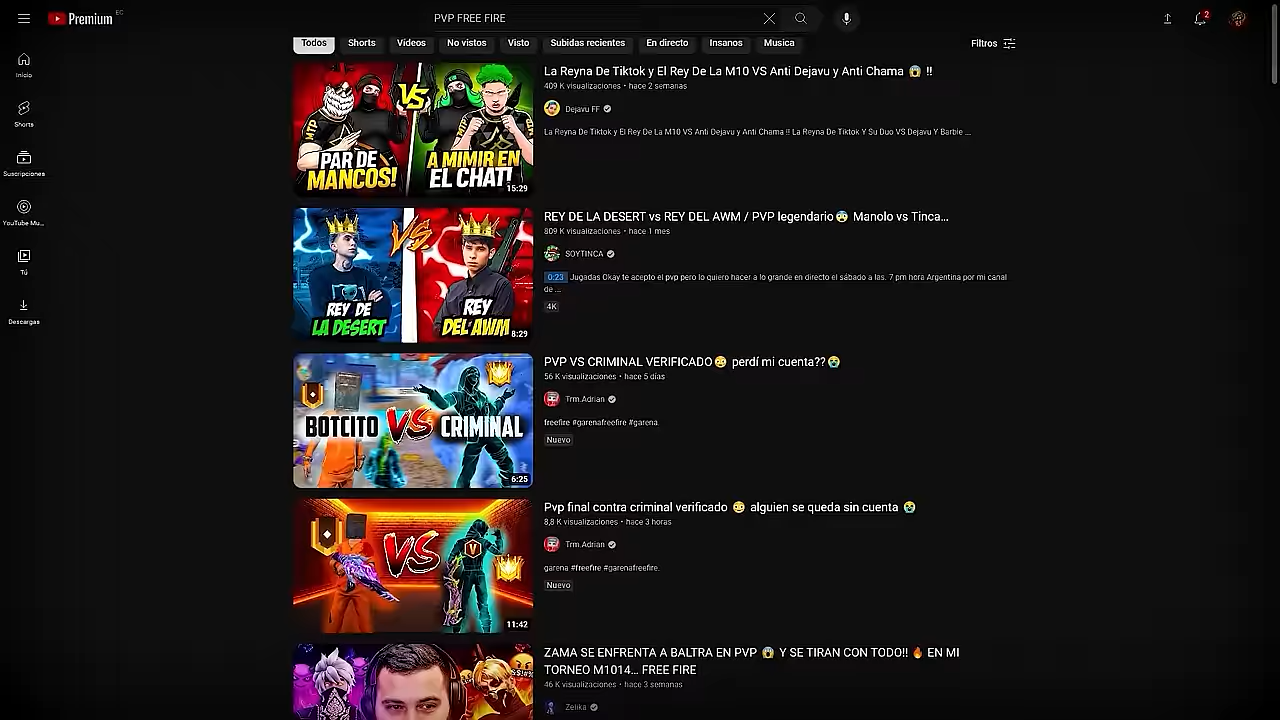 Premium EC
PVP FREE FIRE
2
Todos
Shorts
Vídeos
No vistos
Visto
Subidas recientes
En directo
Insanos
Musica
Filtros
Inicio
Shorts
Suscripciones
YouTube Mu...
Tú
Descargas
VS
MTP
PAR DE
MANCOS!
A MIMIR EN
EL CHAT!
15:29
La Reyna De Tiktok y El Rey De La M10 VS Anti Dejavu y Anti Chama 😱 !!
409 K visualizaciones • hace 2 semanas
Dejavu FF
La Reyna De Tiktok y El Rey De La M10 VS Anti Dejavu y Anti Chama !! La Reyna De Tiktok Y Su Duo VS Dejavu Y Barbie ...
VS
REY DE
LA DESERT
REY
DEL AWM
8:29
REY DE LA DESERT vs REY DEL AWM / PVP legendario😨 Manolo vs Tinca...
809 K visualizaciones • hace 1 mes
SOYTINCA
0:23 Jugadas Okay te acepto el pvp pero lo quiero hacer a lo grande en directo el sábado a las. 7 pm hora Argentina por mi canal
de ...
4K
BOTCITO VS CRIMINAL
6:25
PVP VS CRIMINAL VERIFICADO😳 perdí mi cuenta??😭
56 K visualizaciones • hace 5 días
Trm.Adrian
freefire #garenafreefire #garena.
Nuevo
VS
V
11:42
Pvp final contra criminal verificado 😳 alguien se queda sin cuenta 😭
8,8 K visualizaciones • hace 3 horas
Trm.Adrian
garena #freefire #garenafreefire.
Nuevo
ZAMA SE ENFRENTA A BALTRA EN PVP 😱 Y SE TIRAN CON TODO!! 🔥 EN MI
TORNEO M1014... FREE FIRE
46 K visualizaciones • hace 3 semanas
Zelika